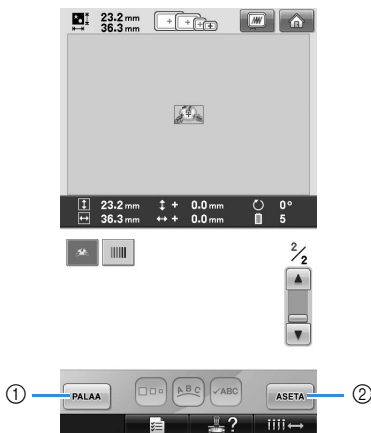 23.2 mm
36.3 mm
23.2 mm + 0.0 mm 0°
36.3 mm + 0.0 mm 5
2/2
A B C ABC
① PALAA ASETA ②
?